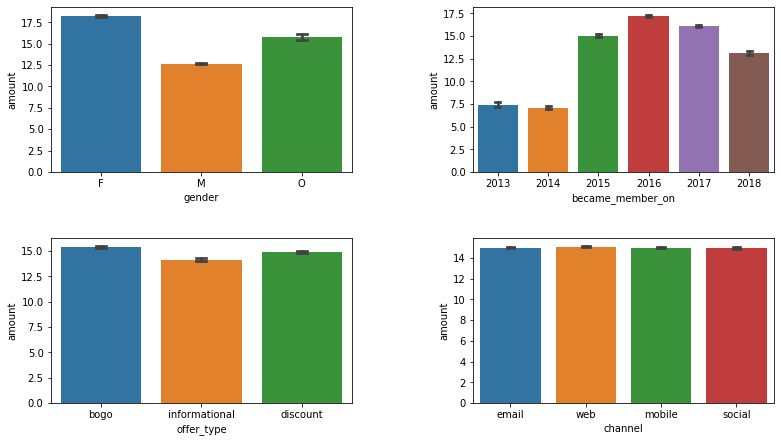 17.5
15.0
12.5
10.0
7.5
5.0
2.5
0.0
amount
F M O
gender
17.5
15.0
12.5
10.0
7.5
5.0
2.5
0.0
amount
2013 2014 2015 2016 2017 2018
became_member_on
15.0
12.5
10.0
7.5
5.0
2.5
0.0
amount
bogo informational discount
offer_type
14
12
10
8
6
4
2
0
amount
email web mobile social
channel